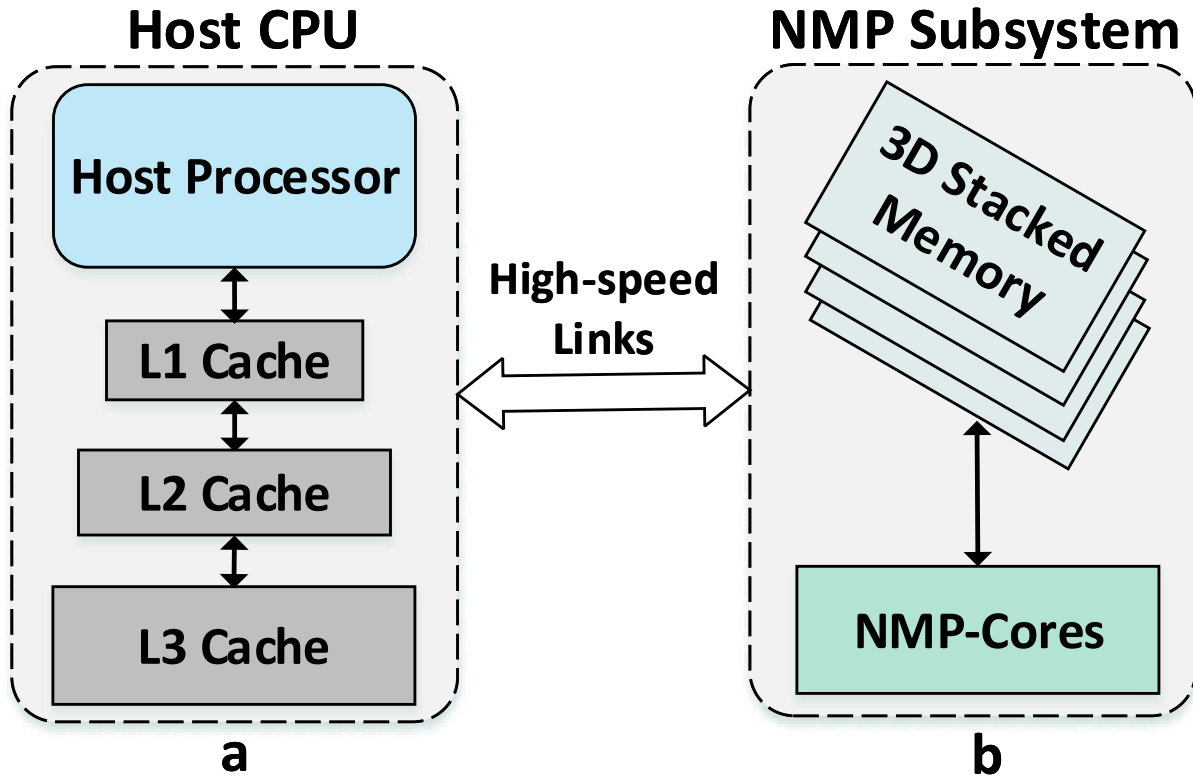 Host CPU
Host Processor
L1 Cache
L2 Cache
L3 Cache
a
High-speed
Links
NMP Subsystem
3D Stacked
Memory
NMP-Cores
b